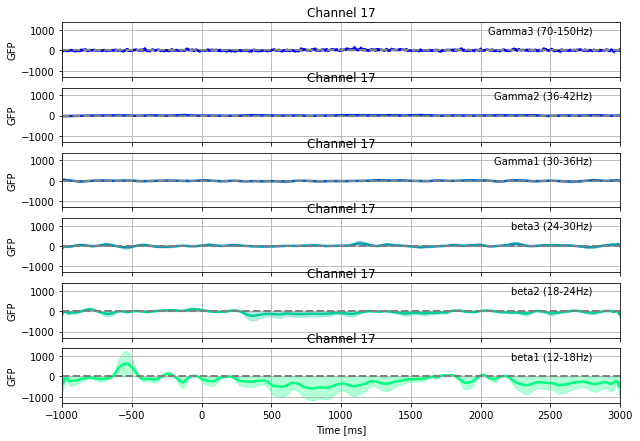 Channel 17
1000
0
−1000
GFP
Gamma3 (70-150Hz)
Channel 17
1000
0
−1000
GFP
Gamma2 (36-42Hz)
Channel 17
1000
0
−1000
GFP
Gamma1 (30-36Hz)
Channel 17
1000
0
−1000
GFP
beta3 (24-30Hz)
Channel 17
1000
0
−1000
GFP
beta2 (18-24Hz)
Channel 17
1000
0
−1000
GFP
beta1 (12-18Hz)
−1000 −500 0 500 1000 1500 2000 2500 3000
Time [ms]